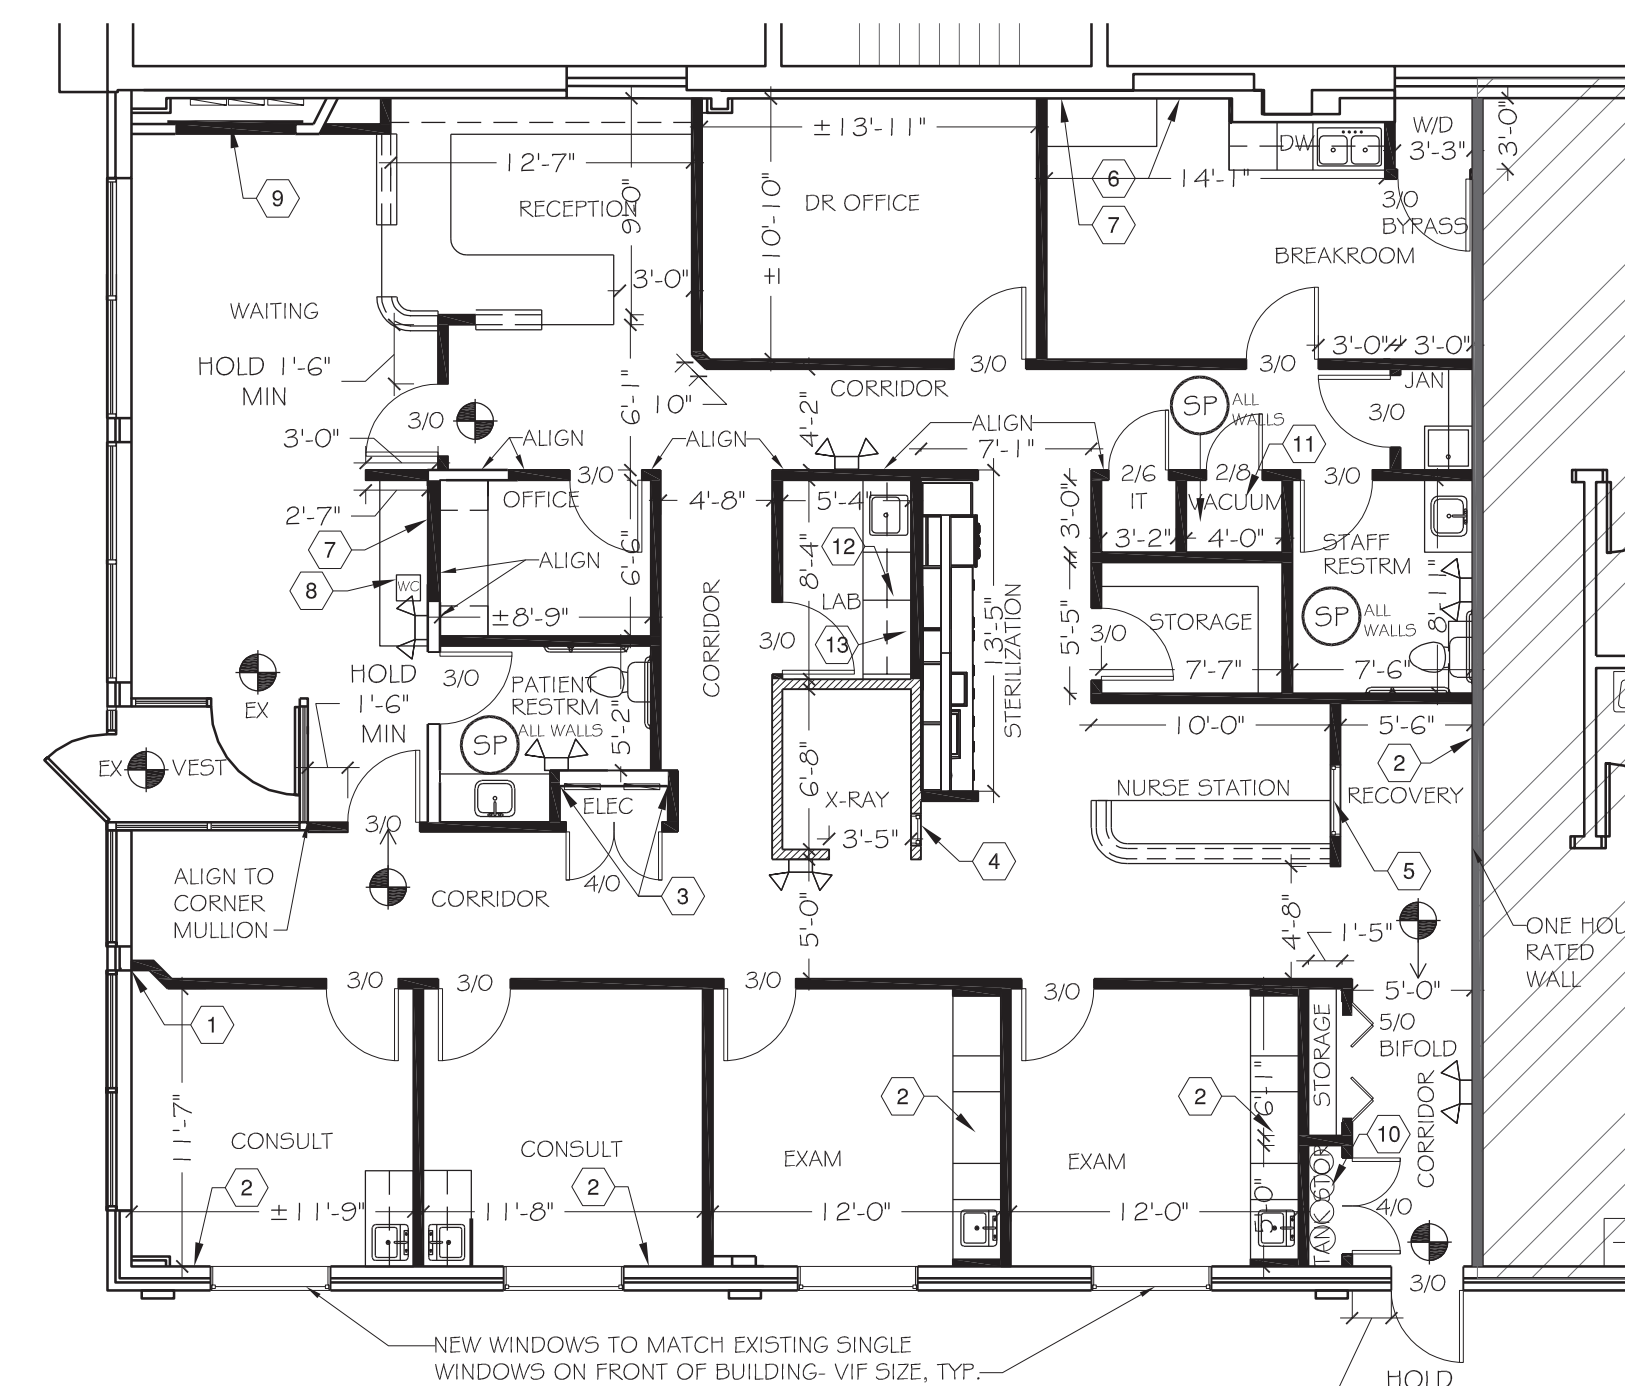 ±13'-11"
W/D
3'-3"
3'-0"
DW
12'-7"
9
RECEPTION
9'-0"
DR OFFICE
±10'-10"
6
14'-1"
7
3/0
BYPASS
BREAKROOM
3'-0"
WAITING
HOLD 1'-6"
MIN
3'-0"
3'-0"
3/0
3/0
CORRIDOR
JAN
10"
6'-1"
4'-2"
SP
ALL
WALLS
3/0
3/0
3'-0"
ALIGN
ALIGN
ALIGN
7'-1"
11
3/0
2/6
2/8
3/0
OFFICE
4'-8"
5'-4"
IT
VACUUM
2'-7"
3'-0"
3'-2"
4'-0"
7
12
STAFF
RESTRM
ALIGN
6'-6"
8'-4"
8
WC
±8'-9"
LAB
CORRIDOR
SP
ALL
WALLS
8'-11"
STORAGE
3/0
13
13'-5"
STERILIZATION
5'-5"
3/0
7'-7"
7'-6"
HOLD
1'-6"
MIN
3/0
PATIENT
RESTRM
ALL WALLS
SP
5'-2"
EX
10'-0"
5'-6"
2
EX
VEST
6'-8"
NURSE STATION
RECOVERY
ELEC
X-RAY
3/0
3'-5"
4
5
ALIGN TO
CORNER
MULLION
CORRIDOR
4/0
3
5'-0"
4'-8"
1'-5"
ONE HOU
RATED
WALL
3/0
3/0
3/0
3/0
5'-0"
1
5/0
BIFOLD
STORAGE
11'-7"
2
2
6'-1"
CORRIDOR
CONSULT
CONSULT
EXAM
EXAM
10
2
2
TANK STOR
±11'-9"
11'-8"
12'-0"
12'-0"
5'-0"
4/0
3/0
NEW WINDOWS TO MATCH EXISTING SINGLE
WINDOWS ON FRONT OF BUILDING- VIF SIZE, TYP.
HOLD